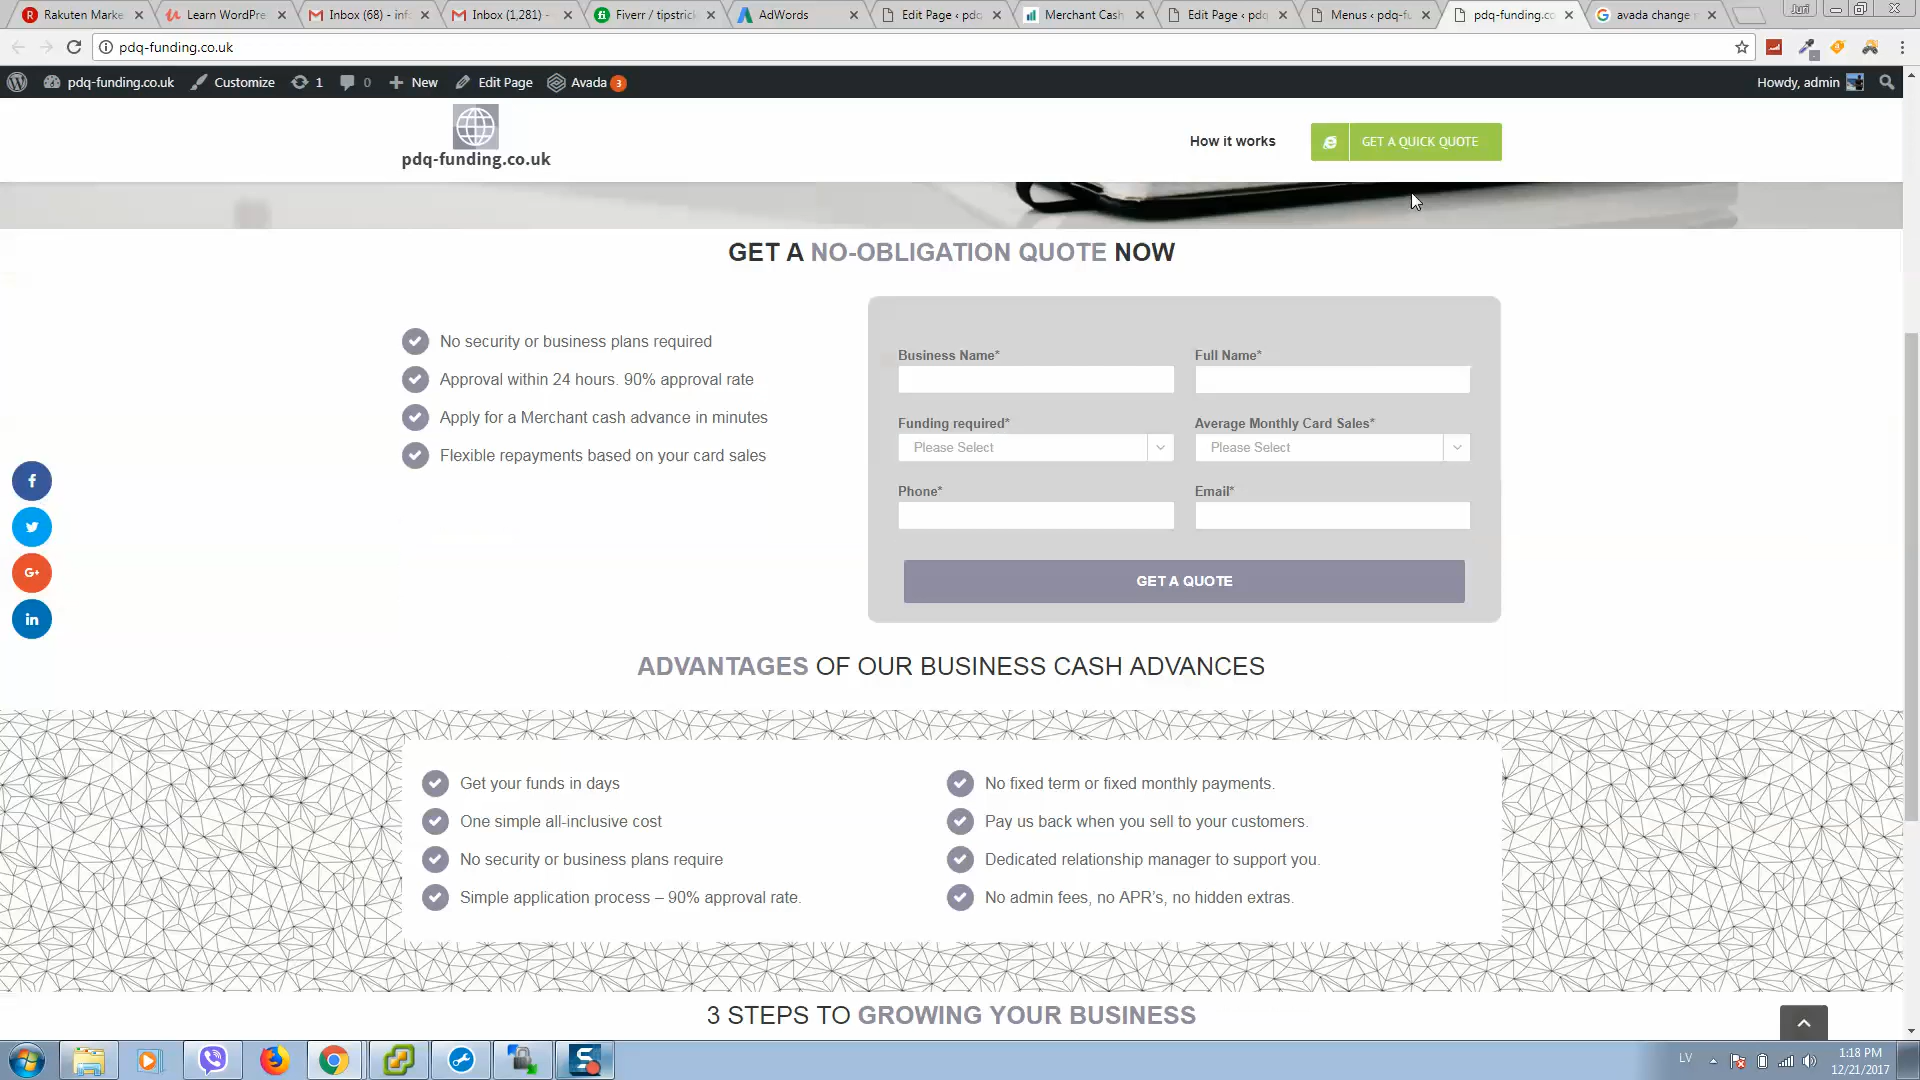 Rakuten Marke
Learn WordPre
Inbox (68) - inf
Inbox (1,281) -
Fiverr / tipstrick
AdWords
Edit Page ‹ pdq
Merchant Cash
Edit Page ‹ pdq
Menus ‹ pdq-fu
pdq-funding.co
avada change
Juri
pdq-funding.co.uk
pdq-funding.co.uk
Customize
1
0
New
Edit Page
Avada 3
Howdy, admin
pdq-funding.co.uk
How it works
GET A QUICK QUOTE
GET A NO-OBLIGATION QUOTE NOW
No security or business plans required
Approval within 24 hours. 90% approval rate
Apply for a Merchant cash advance in minutes
Flexible repayments based on your card sales
Business Name*
Full Name*
Funding required*
Please Select
Average Monthly Card Sales*
Please Select
Phone*
Email*
GET A QUOTE
f
G+
in
ADVANTAGES OF OUR BUSINESS CASH ADVANCES
Get your funds in days
One simple all-inclusive cost
No security or business plans require
Simple application process – 90% approval rate.
No fixed term or fixed monthly payments.
Pay us back when you sell to your customers.
Dedicated relationship manager to support you.
No admin fees, no APR's, no hidden extras.
3 STEPS TO GROWING YOUR BUSINESS
LV
1:18 PM
12/21/2017